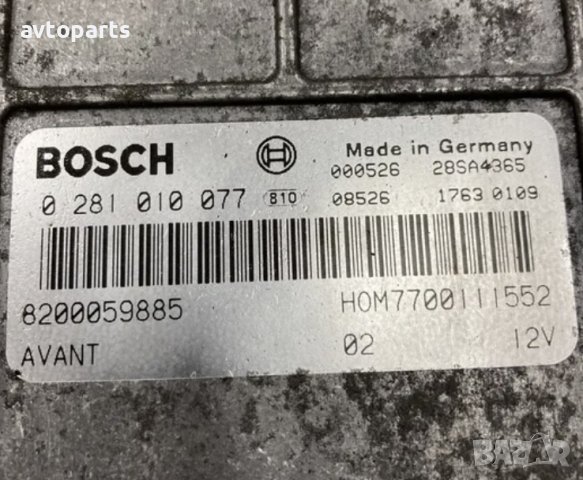 avtoparts
BOSCH
Made in Germany
000526 28SA4365
0 281 010 077 810 08526 1763 0109
8200059885 HOM7700111552
AVANT 02 12V
BAZAR